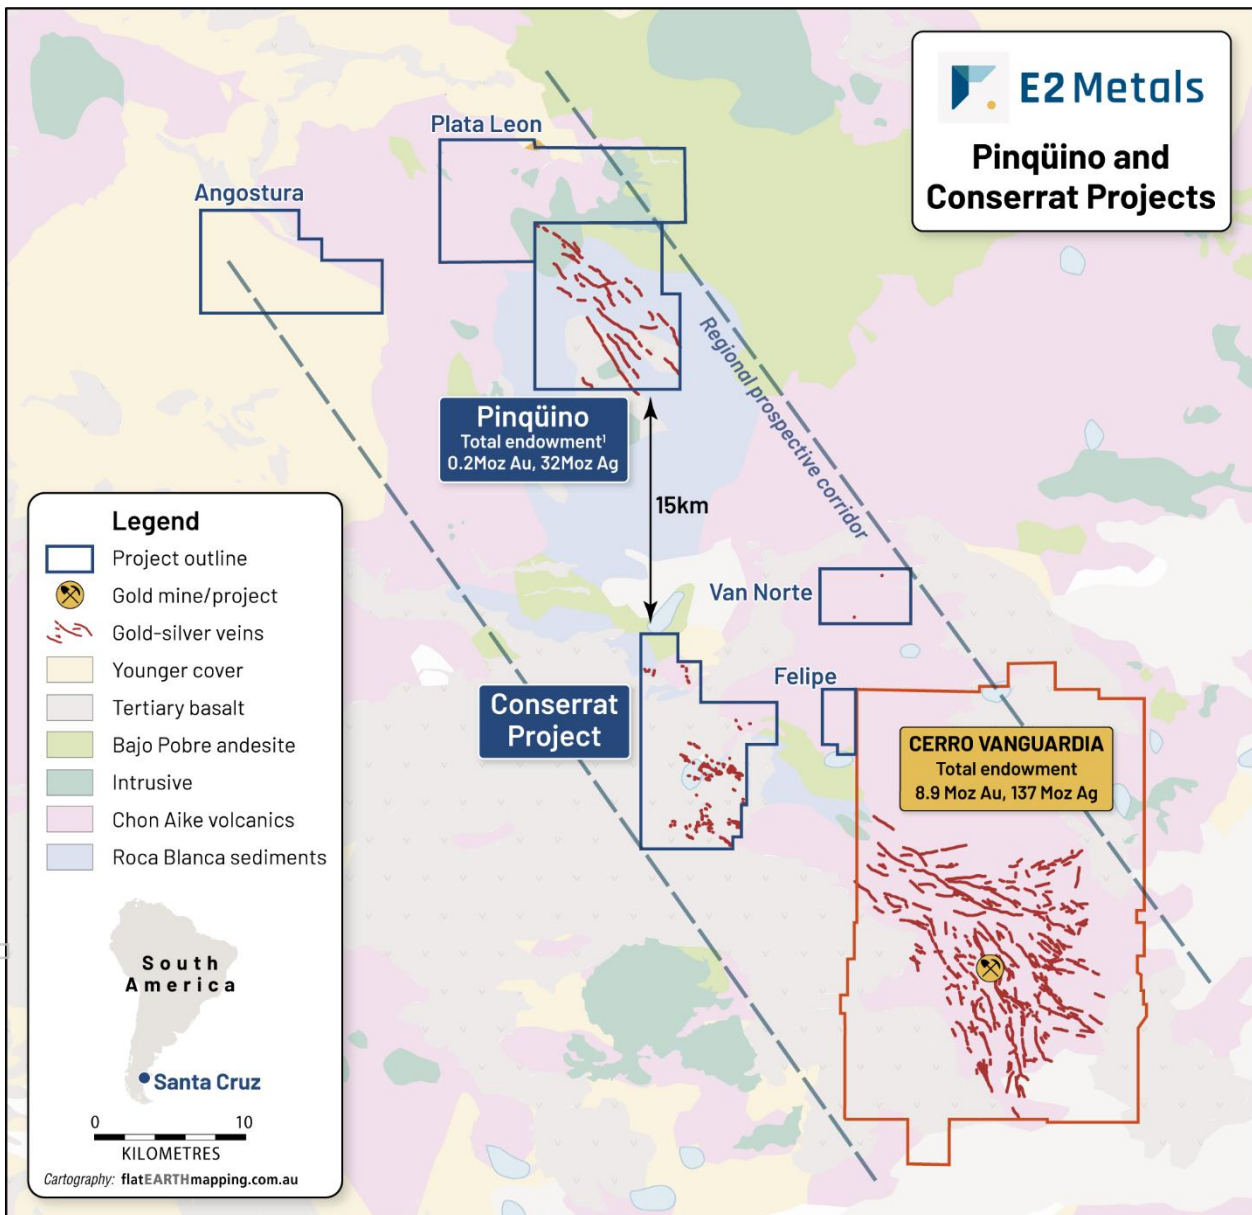 E2 Metals
Pinqüino and
Conserrat Projects
Plata Leon
Angostura
Regional prospective corridor
Pinqüino
Total endowment¹
0.2Moz Au, 32Moz Ag
15km
Van Norte
Felipe
Conserrat
Project
CERRO VANGUARDIA
Total endowment
8.9 Moz Au, 137 Moz Ag
Legend
Project outline
Gold mine/project
Gold-silver veins
Younger cover
Tertiary basalt
Bajo Pobre andesite
Intrusive
Chon Aike volcanics
Roca Blanca sediments
South
America
Santa Cruz
0 10
KILOMETRES
Cartography: flatEARTHmapping.com.au